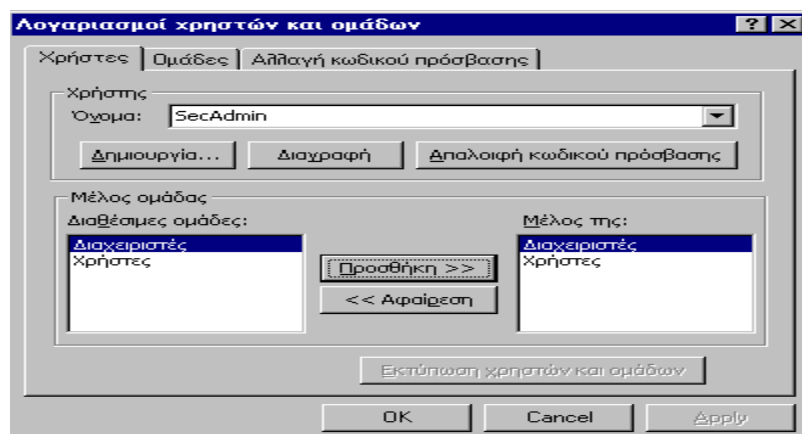 Λογαριασμοί χρηστών και ομάδων
Χρήστες Ομάδες Αλλαγή κωδικού πρόσβασης
Χρήστης
Όνομα: SecAdmin
Δημιουργία... Διαγραφή Απαλοιφή κωδικού πρόσβασης
Μέλος ομάδας
Διαθέσιμες ομάδες: Μέλος της:
Διαχειριστές Διαχειριστές
Χρήστες Προσθήκη >> Χρήστες
<< Αφαίρεση
Εκτύπωση χρηστών και ομάδων
OK Cancel Apply